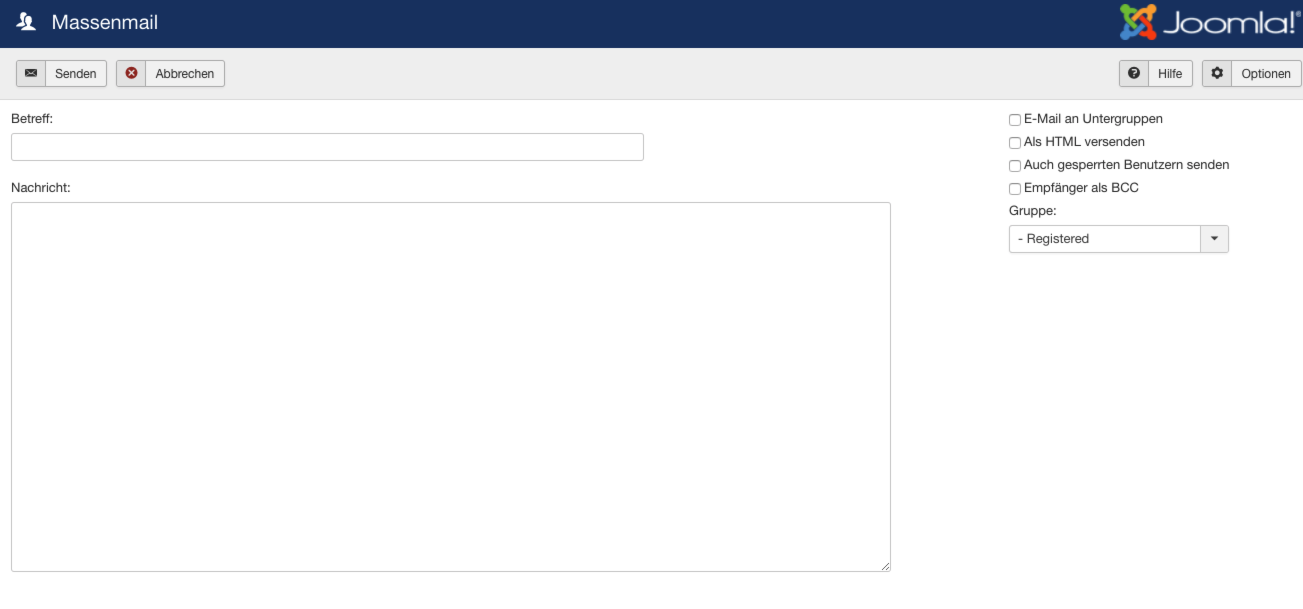 Massenmail
Joomla!®
Senden
Abbrechen
Hilfe
Optionen
Betreff:
Nachricht:
E-Mail an Untergruppen
Als HTML versenden
Auch gesperrten Benutzern senden
Empfänger als BCC
Gruppe:
- Registered